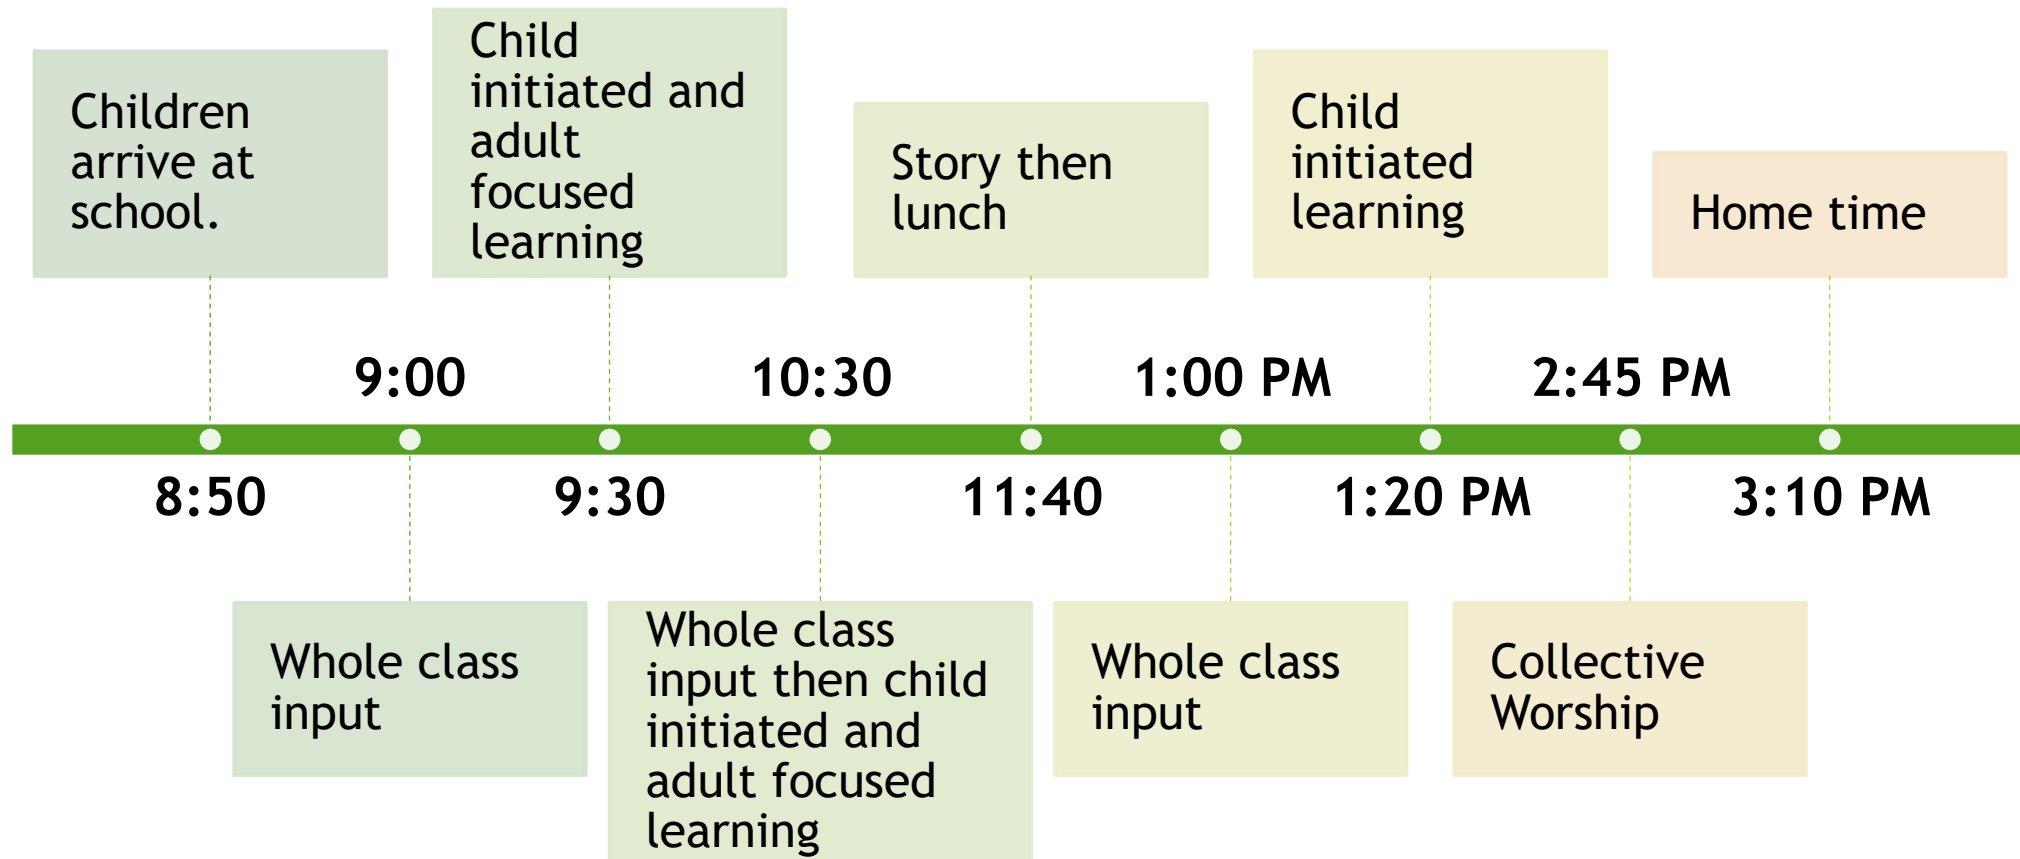 Children
arrive at
school.
Child
initiated and
adult
focused
learning
Story then
lunch
Child
initiated
learning
Home time
9:00
10:30
1:00 PM
2:45 PM
8:50
9:30
11:40
1:20 PM
3:10 PM
Whole class
input
Whole class
input then child
initiated and
adult focused
learning
Whole class
input
Collective
Worship